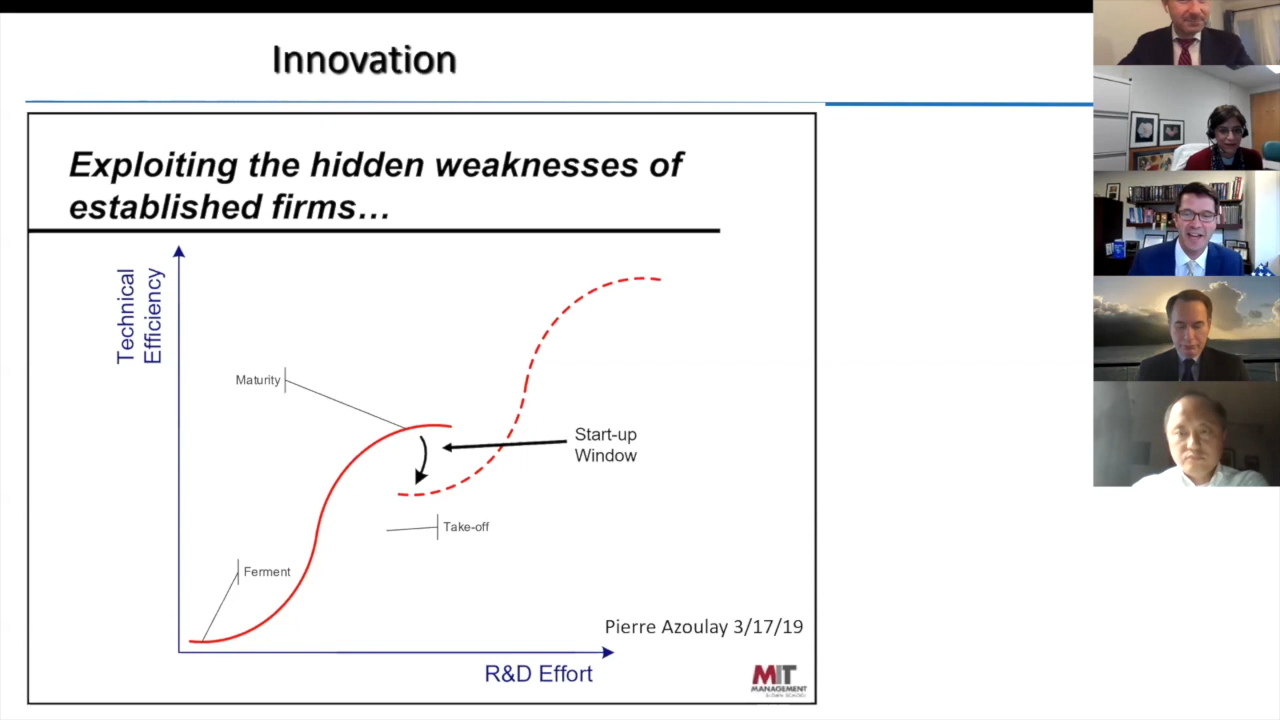 Innovation
Exploiting the hidden weaknesses of
established firms…
Technical
Efficiency
Maturity
Start-up
Window
Take-off
Ferment
Pierre Azoulay 3/17/19
R&D Effort
MIT
MANAGEMENT
SLOAN SCHOOL